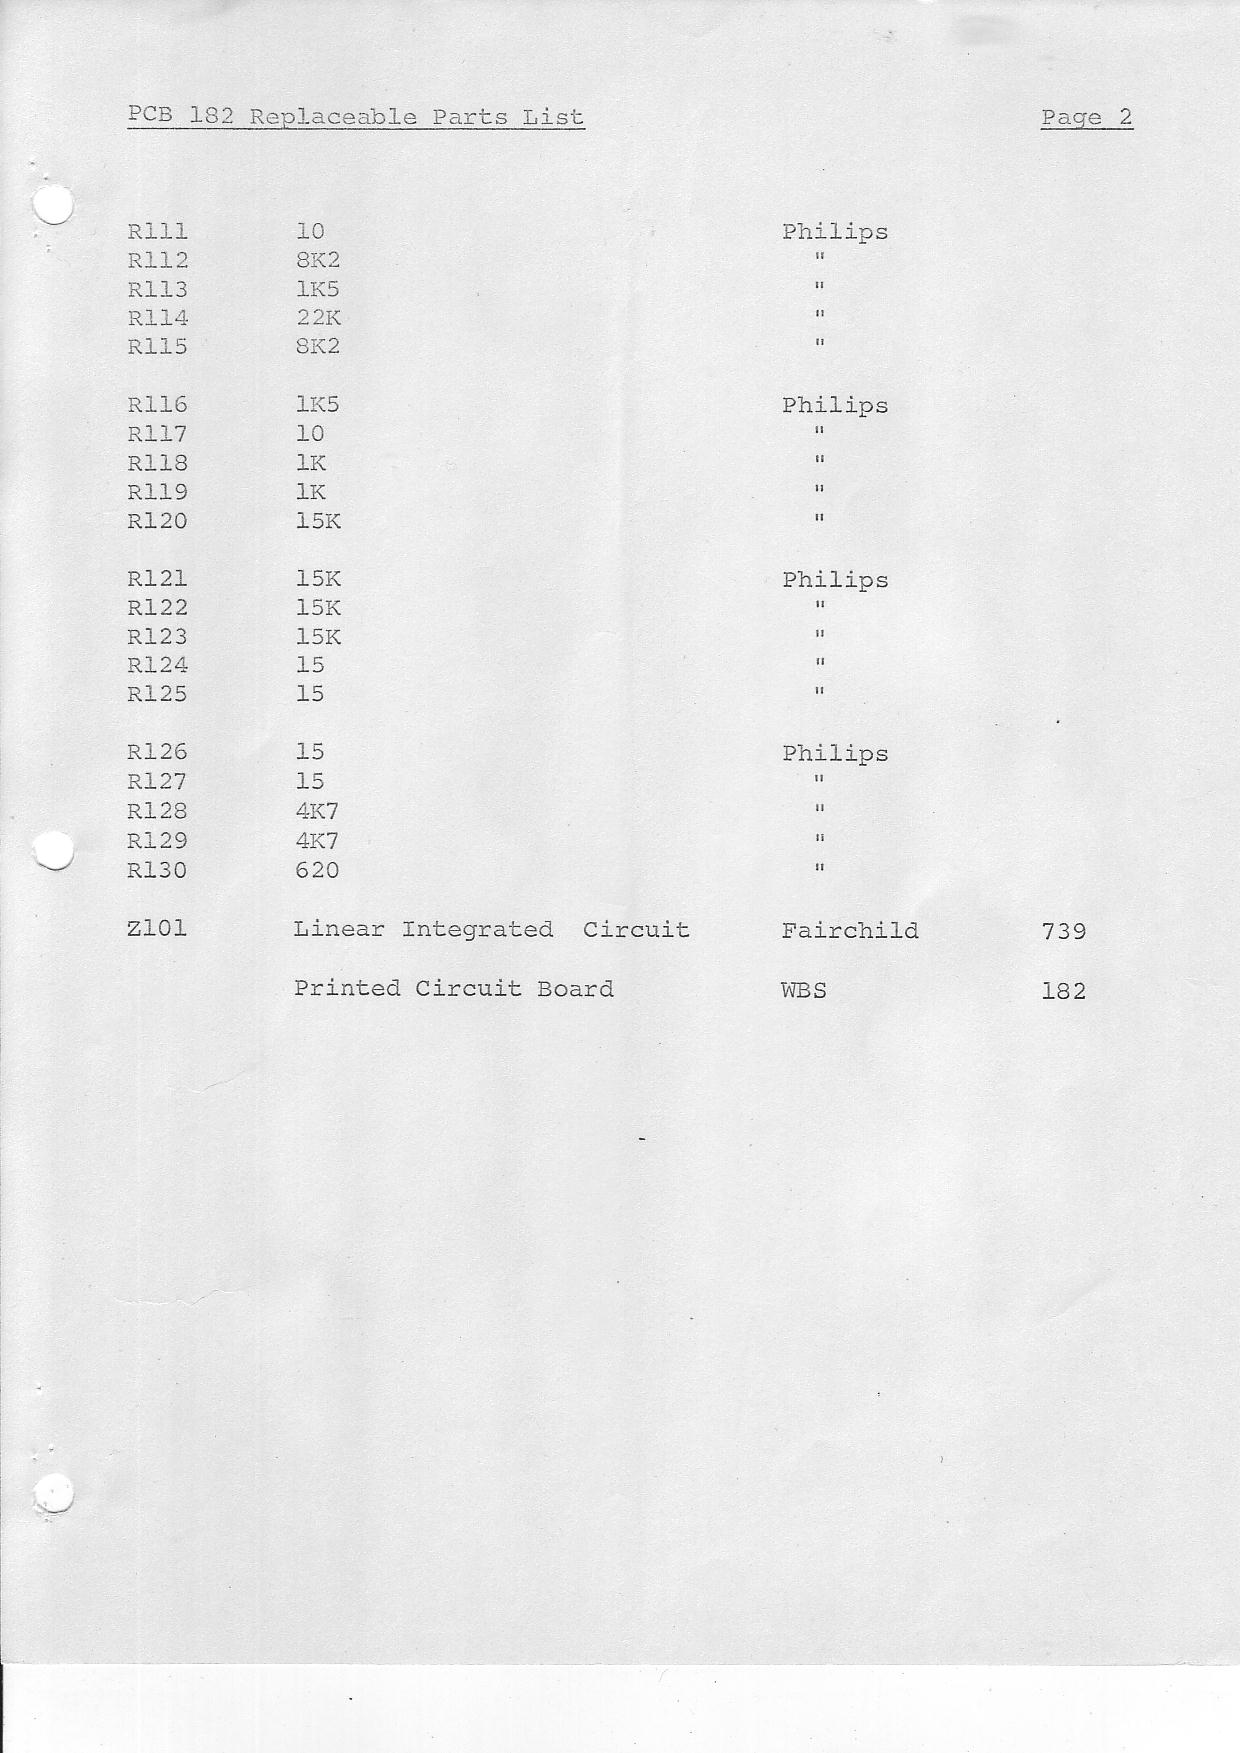 PCB 182 Replaceable Parts List Page 2
R111 10 Philips
R112 8K2 "
R113 1K5 "
R114 22K "
R115 8K2 "
R116 1K5 Philips
R117 10 "
R118 1K "
R119 1K "
R120 15K "
R121 15K Philips
R122 15K "
R123 15K "
R124 15 "
R125 15 "
R126 15 Philips
R127 15 "
R128 4K7 "
R129 4K7 "
R130 620 "
Z101 Linear Integrated Circuit Fairchild 739
Printed Circuit Board WBS 182